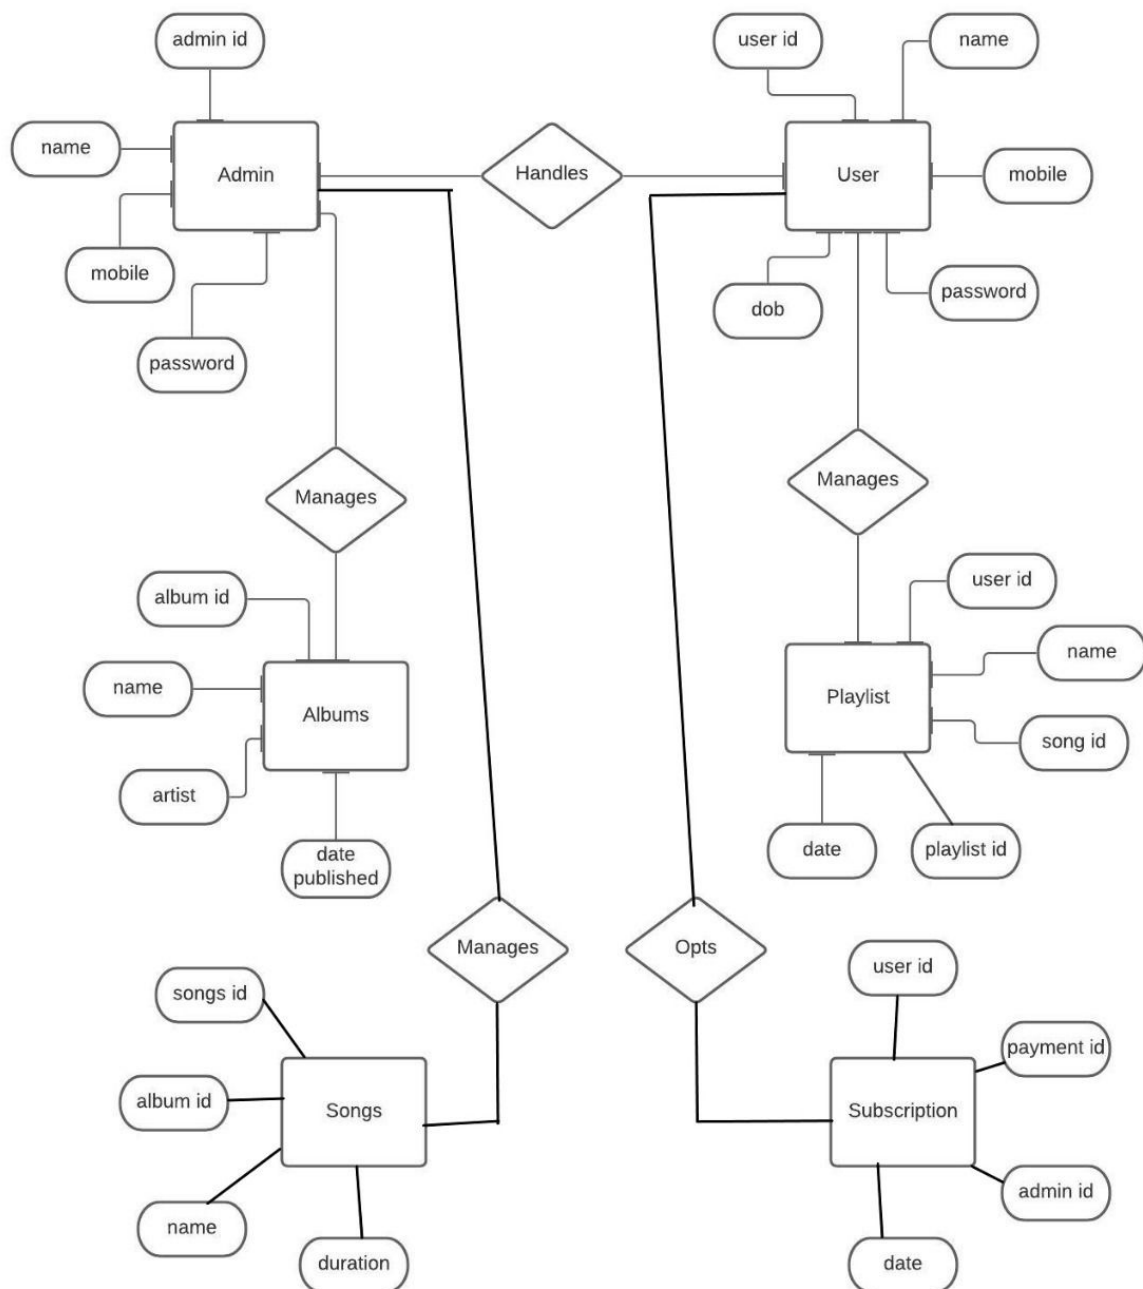 admin id
user id
name
name
Admin
Handles
User
mobile
mobile
dob
password
password
Manages
Manages
album id
user id
name
name
Albums
Playlist
song id
artist
date
playlist id
date
published
Manages
Opts
user id
songs id
payment id
album id
Songs
Subscription
admin id
name
duration
date